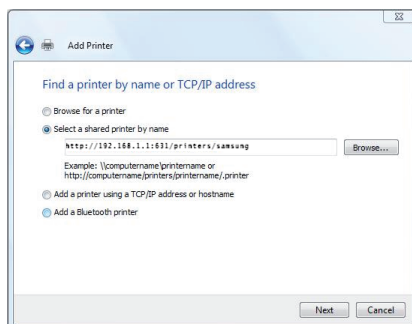 Add Printer
Find a printer by name or TCP/IP address
Browse for a printer
Select a shared printer by name
http://192.168.1.1:631/printers/samsung
Browse...
Example: \\computername\printername or
http://computername/printers/printername/.printer
Add a printer using a TCP/IP address or hostname
Add a Bluetooth printer
Next
Cancel